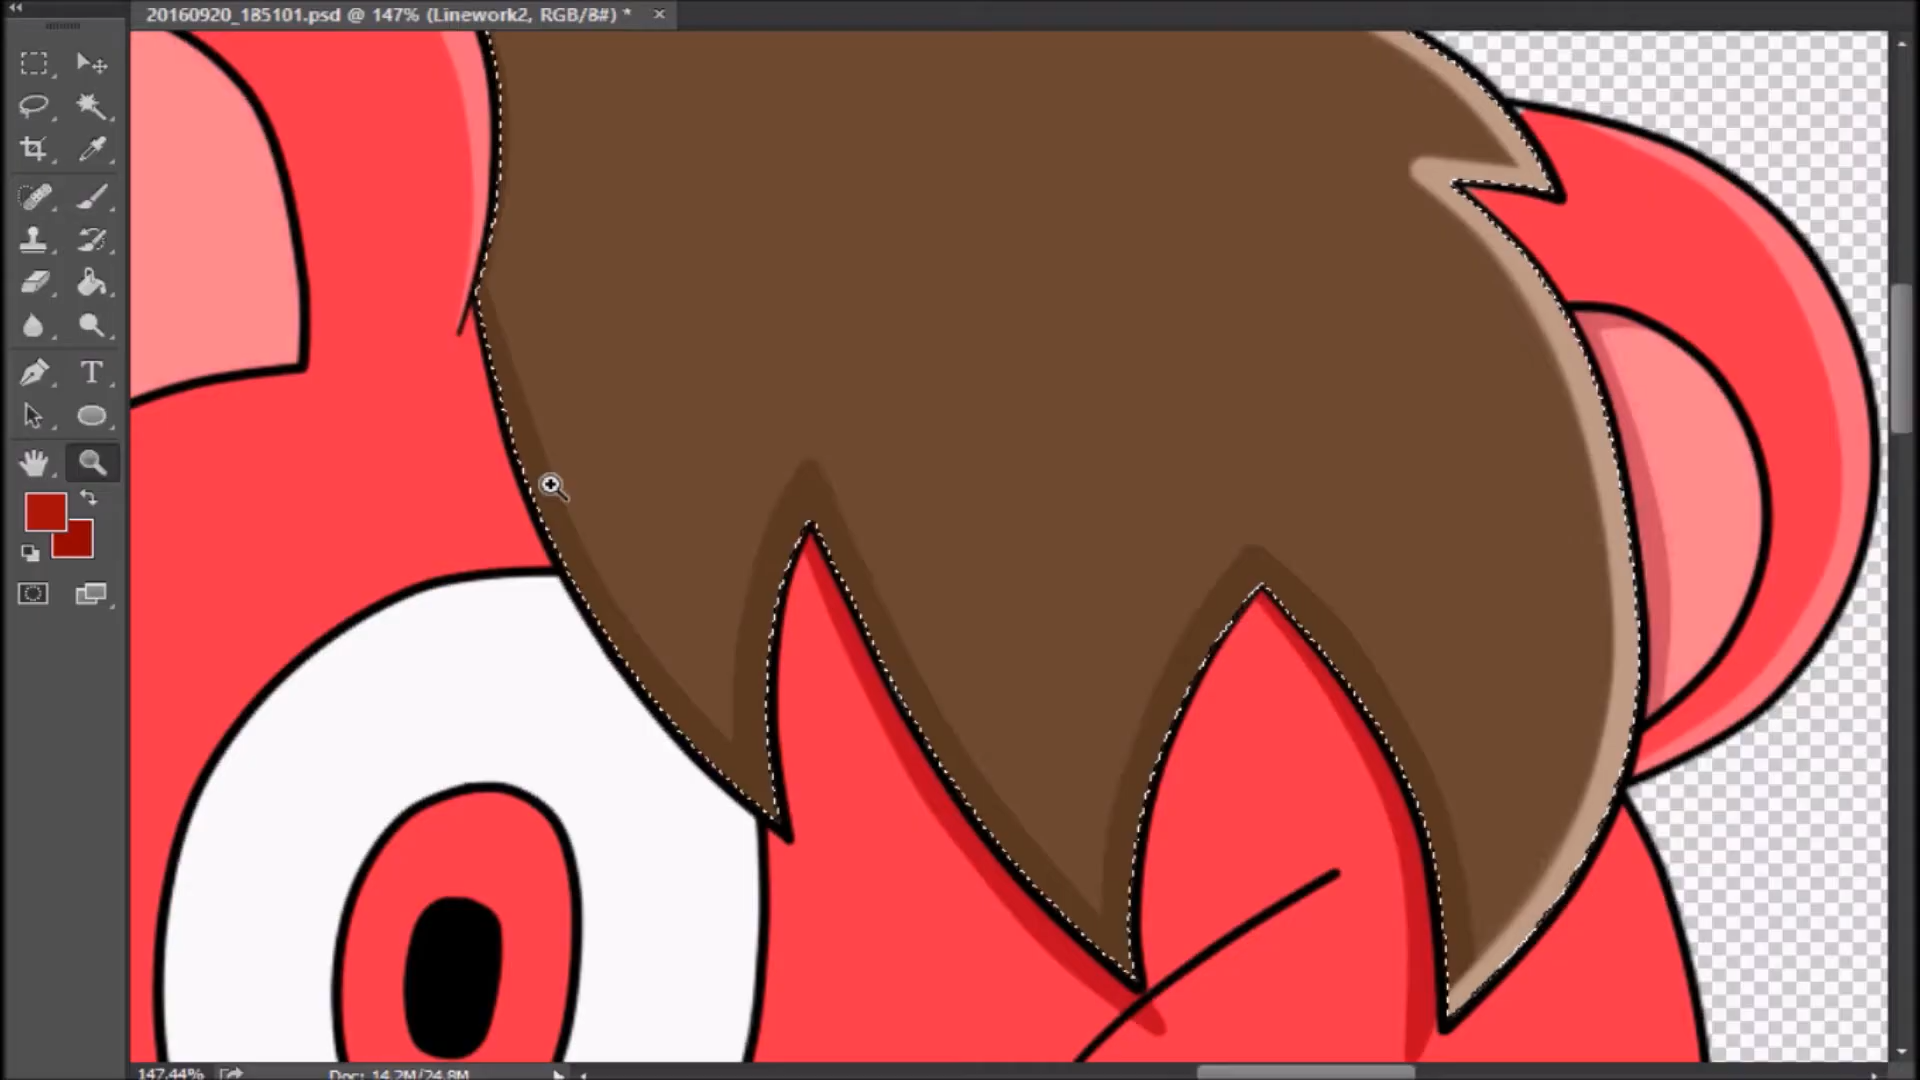 20160920_185101.psd @ 147% (Linework2, RGB/8#) *
T
147.44%
Doc: 14.2M/24.8M